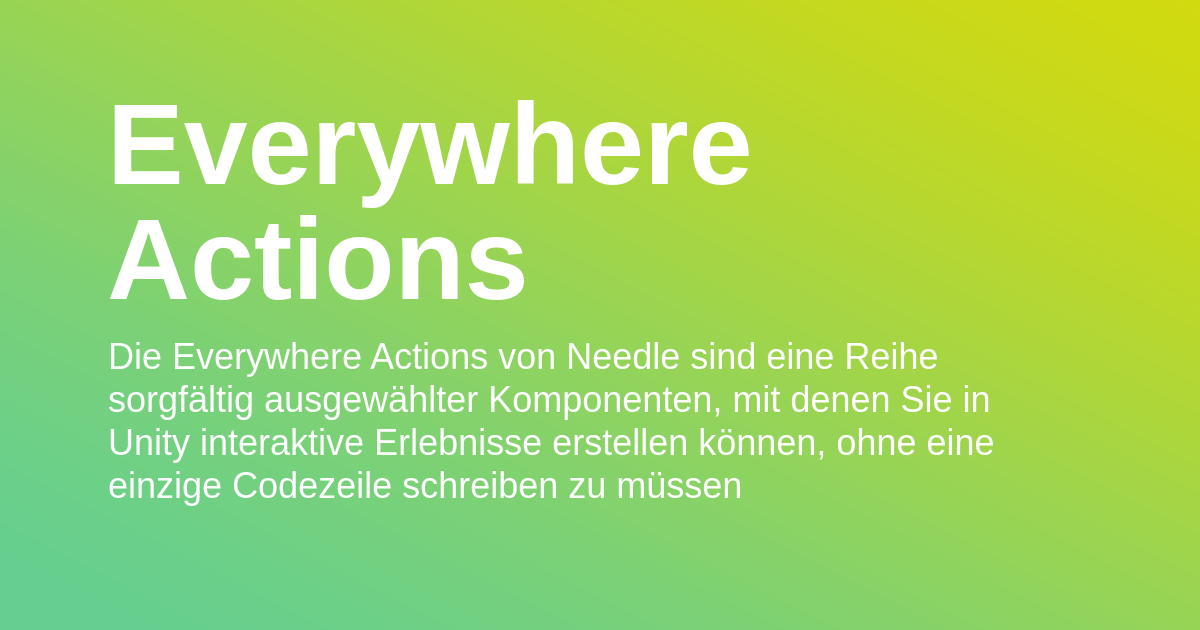 Everywhere
Actions
Die Everywhere Actions von Needle sind eine Reihe
sorgfältig ausgewählter Komponenten, mit denen Sie in
Unity interaktive Erlebnisse erstellen können, ohne eine
einzige Codezeile schreiben zu müssen